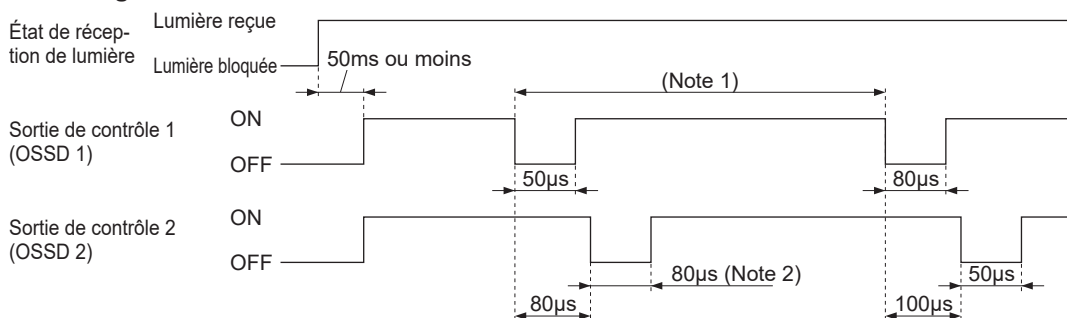 État de récep-
tion de lumière
Lumière reçue
Lumière bloquée
50ms ou moins
(Note 1)
Sortie de contrôle 1
(OSSD 1)
ON
OFF
50µs
80µs
Sortie de contrôle 2
(OSSD 2)
ON
OFF
80µs (Note 2)
50µs
80µs
100µs